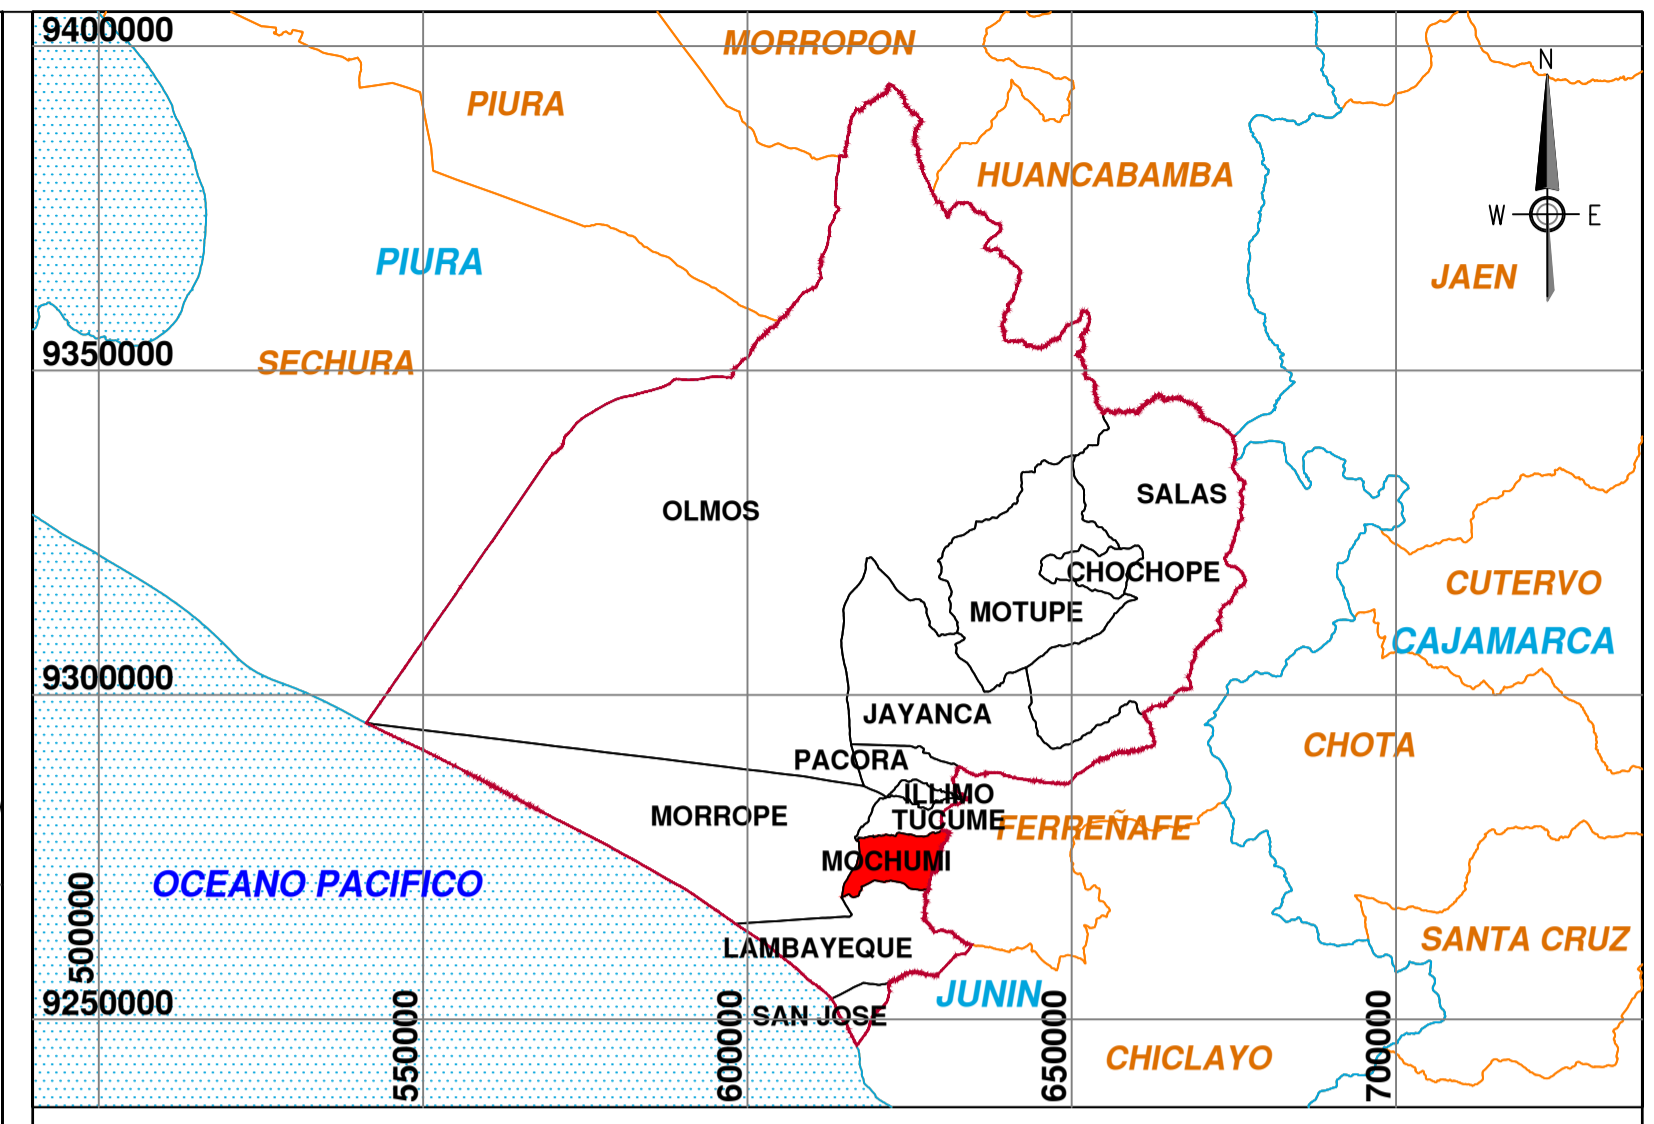 9400000
MORROPON
N
PIURA
HUANCABAMBA
W
E
PIURA
JAEN
9350000
SECHURA
OLMOS
SALAS
CHOCHOPE
CUTERVO
MOTUPE
CAJAMARCA
9300000
JAYANCA
CHOTA
PACORA
ILLIMO
MORROPE
TUCUME
FERREÑAFE
MOCHUMI
OCEANO PACIFICO
LAMBAYEQUE
SANTA CRUZ
500000
JUNIN
9250000
SAN JOSE
550000
600000
650000
700000
CHICLAYO